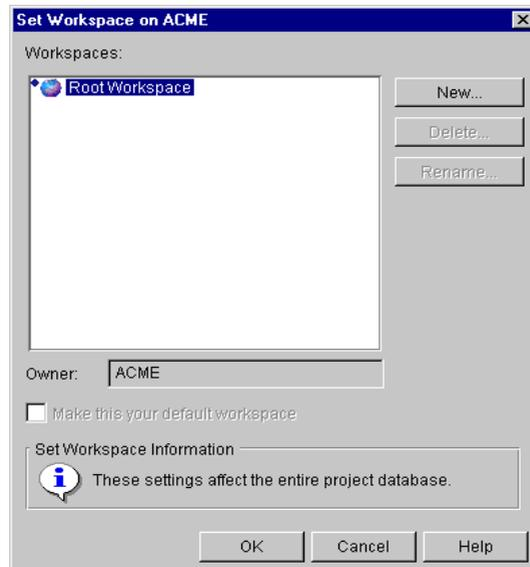 Set Workspace on ACME
Workspaces:
Root Workspace
New...
Delete...
Rename...
Owner: ACME
Make this your default workspace
Set Workspace Information
These settings affect the entire project database.
OK Cancel Help